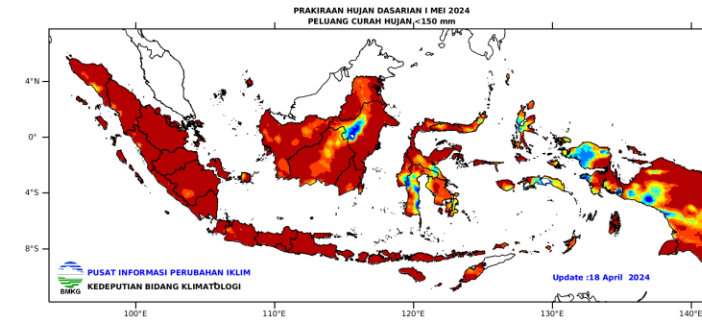 PRAKIRAAN HUJAN DASARIAN I MEI 2024
PELUANG CURAH HUJAN <150 mm
4°N
0°
4°S
8°S
PUSAT INFORMASI PERUBAHAN IKLIM
KEDEPUTIAN BIDANG KLIMATOLOGI
BMKG
Update :18 April 2024
100°E
110°E
120°E
130°E
140°E